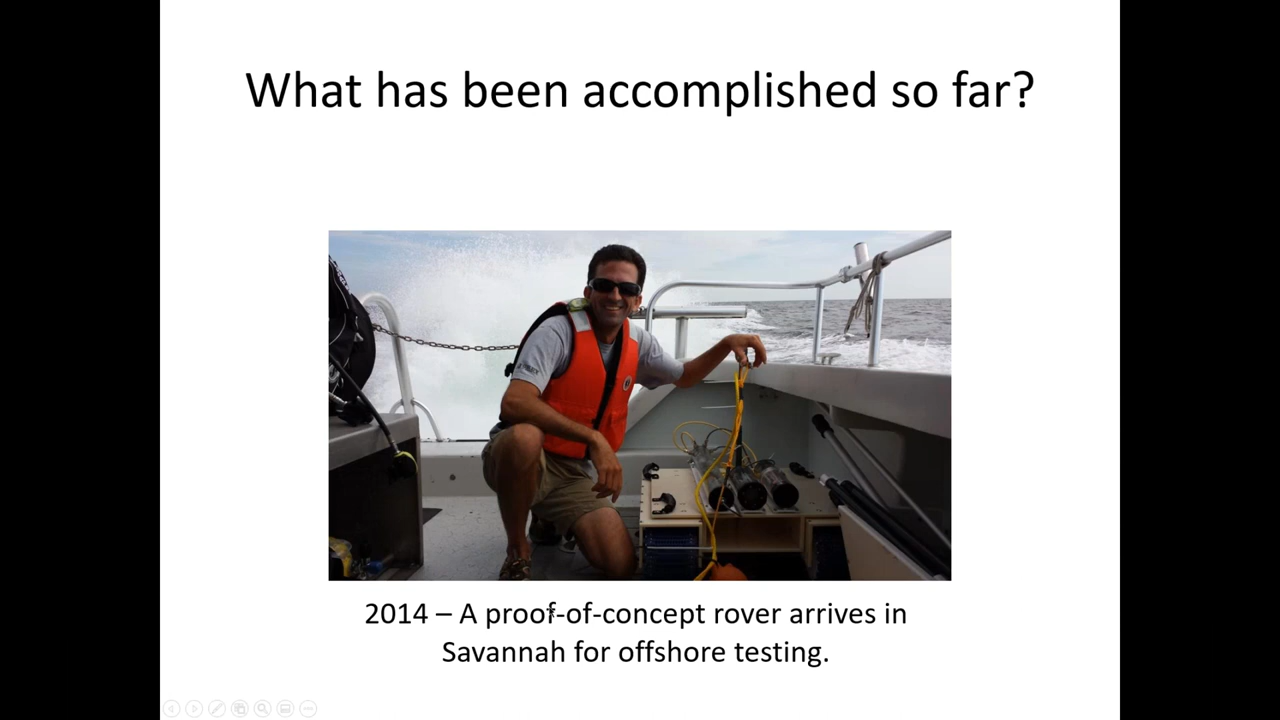 What has been accomplished so far?
2014 – A proof-of-concept rover arrives in
Savannah for offshore testing.